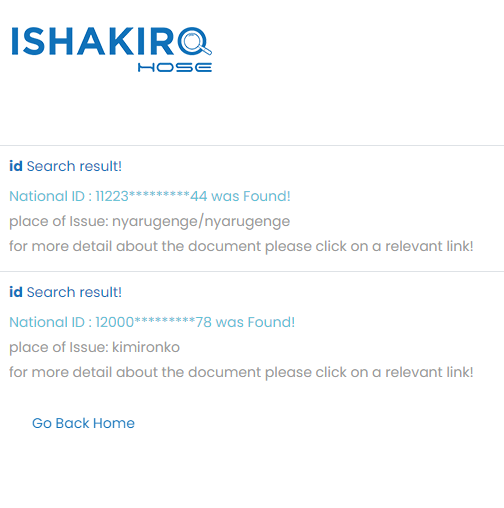 ISHAKIRO
HOSE
id Search result!
National ID : 11223*********44 was Found!
place of Issue: nyarugenge/nyarugenge
for more detail about the document please click on a relevant link!
id Search result!
National ID : 12000*********78 was Found!
place of Issue: kimironko
for more detail about the document please click on a relevant link!
Go Back Home